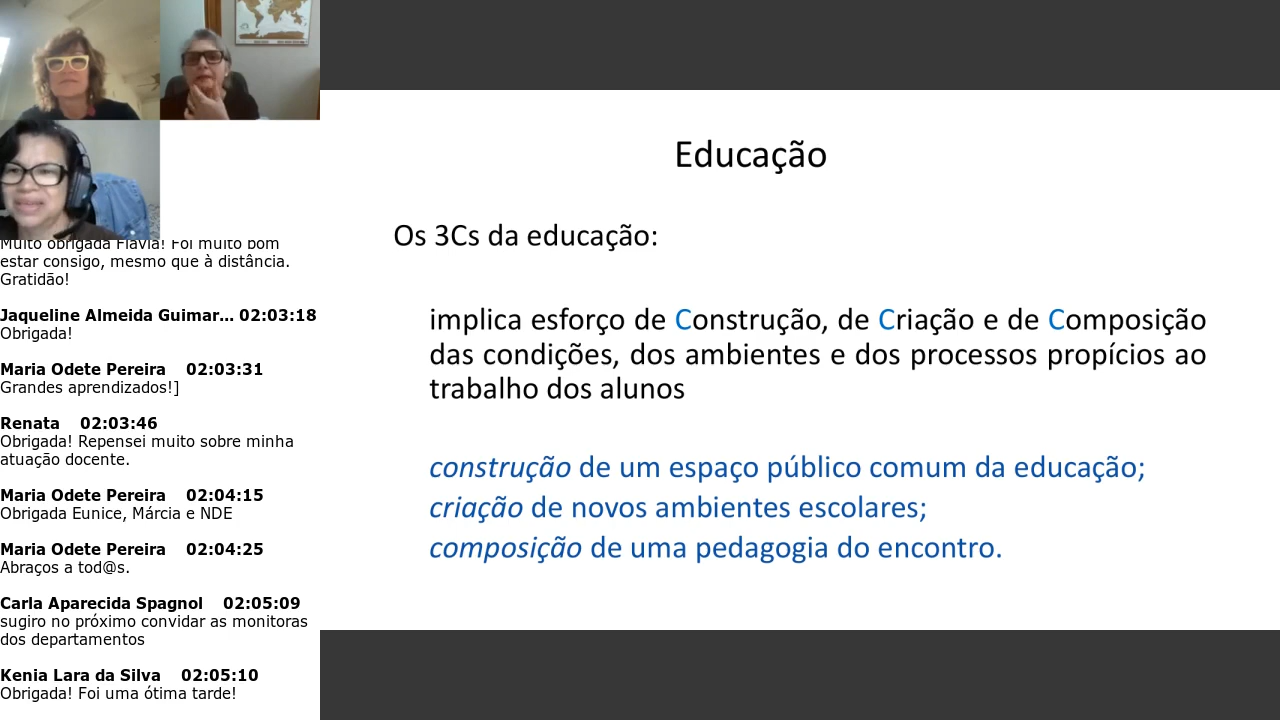 Muito obrigada Flavia! Foi muito bom
estar consigo, mesmo que à distância.
Gratidão!
Jaqueline Almeida Guimar... 02:03:18
Obrigada!
Maria Odete Pereira 02:03:31
Grandes aprendizados!]
Renata 02:03:46
Obrigada! Repensei muito sobre minha
atuação docente.
Maria Odete Pereira 02:04:15
Obrigada Eunice, Márcia e NDE
Maria Odete Pereira 02:04:25
Abraços a tod@s.
Carla Aparecida Spagnol 02:05:09
sugiro no próximo convidar as monitoras
dos departamentos
Kenia Lara da Silva 02:05:10
Obrigada! Foi uma ótima tarde!
Educação
Os 3Cs da educação:
implica esforço de Construção, de Criação e de Composição
das condições, dos ambientes e dos processos propícios ao
trabalho dos alunos
construção de um espaço público comum da educação;
criação de novos ambientes escolares;
composição de uma pedagogia do encontro.